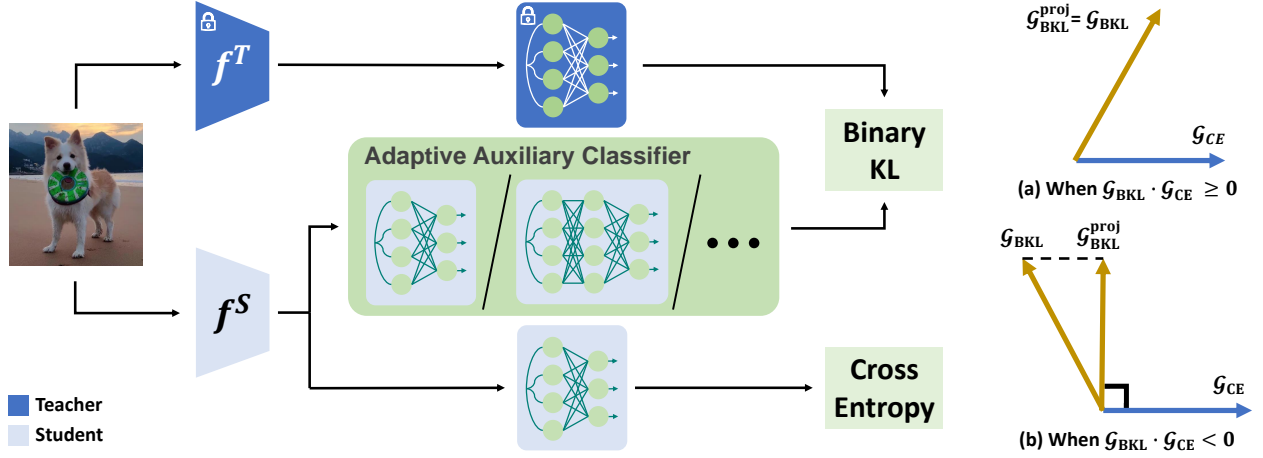 f^T
Adaptive Auxiliary Classifier
Binary
KL
f^S
Cross
Entropy
Teacher
Student
𝒢_BKL^proj = 𝒢_BKL
𝒢_CE
(a) When 𝒢_BKL · 𝒢_CE ≥ 0
𝒢_BKL 𝒢_BKL^proj
𝒢_CE
(b) When 𝒢_BKL · 𝒢_CE < 0